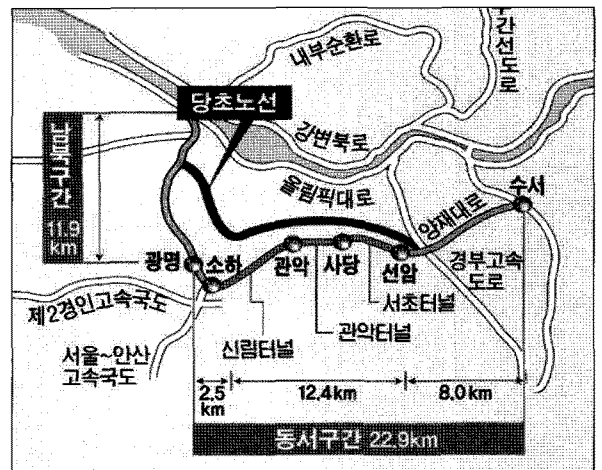 내부순환로
간선도로
당초노선
강변북로
남북구간
11.9
km
올림픽대로
양재대로
수서
광명
소하
관악
사당
선암
경부고속
도로
제2경인고속국도
서초터널
관악터널
신림터널
서울~안산
고속국도
2.5
km
12.4km
8.0km
동서구간 22.9km